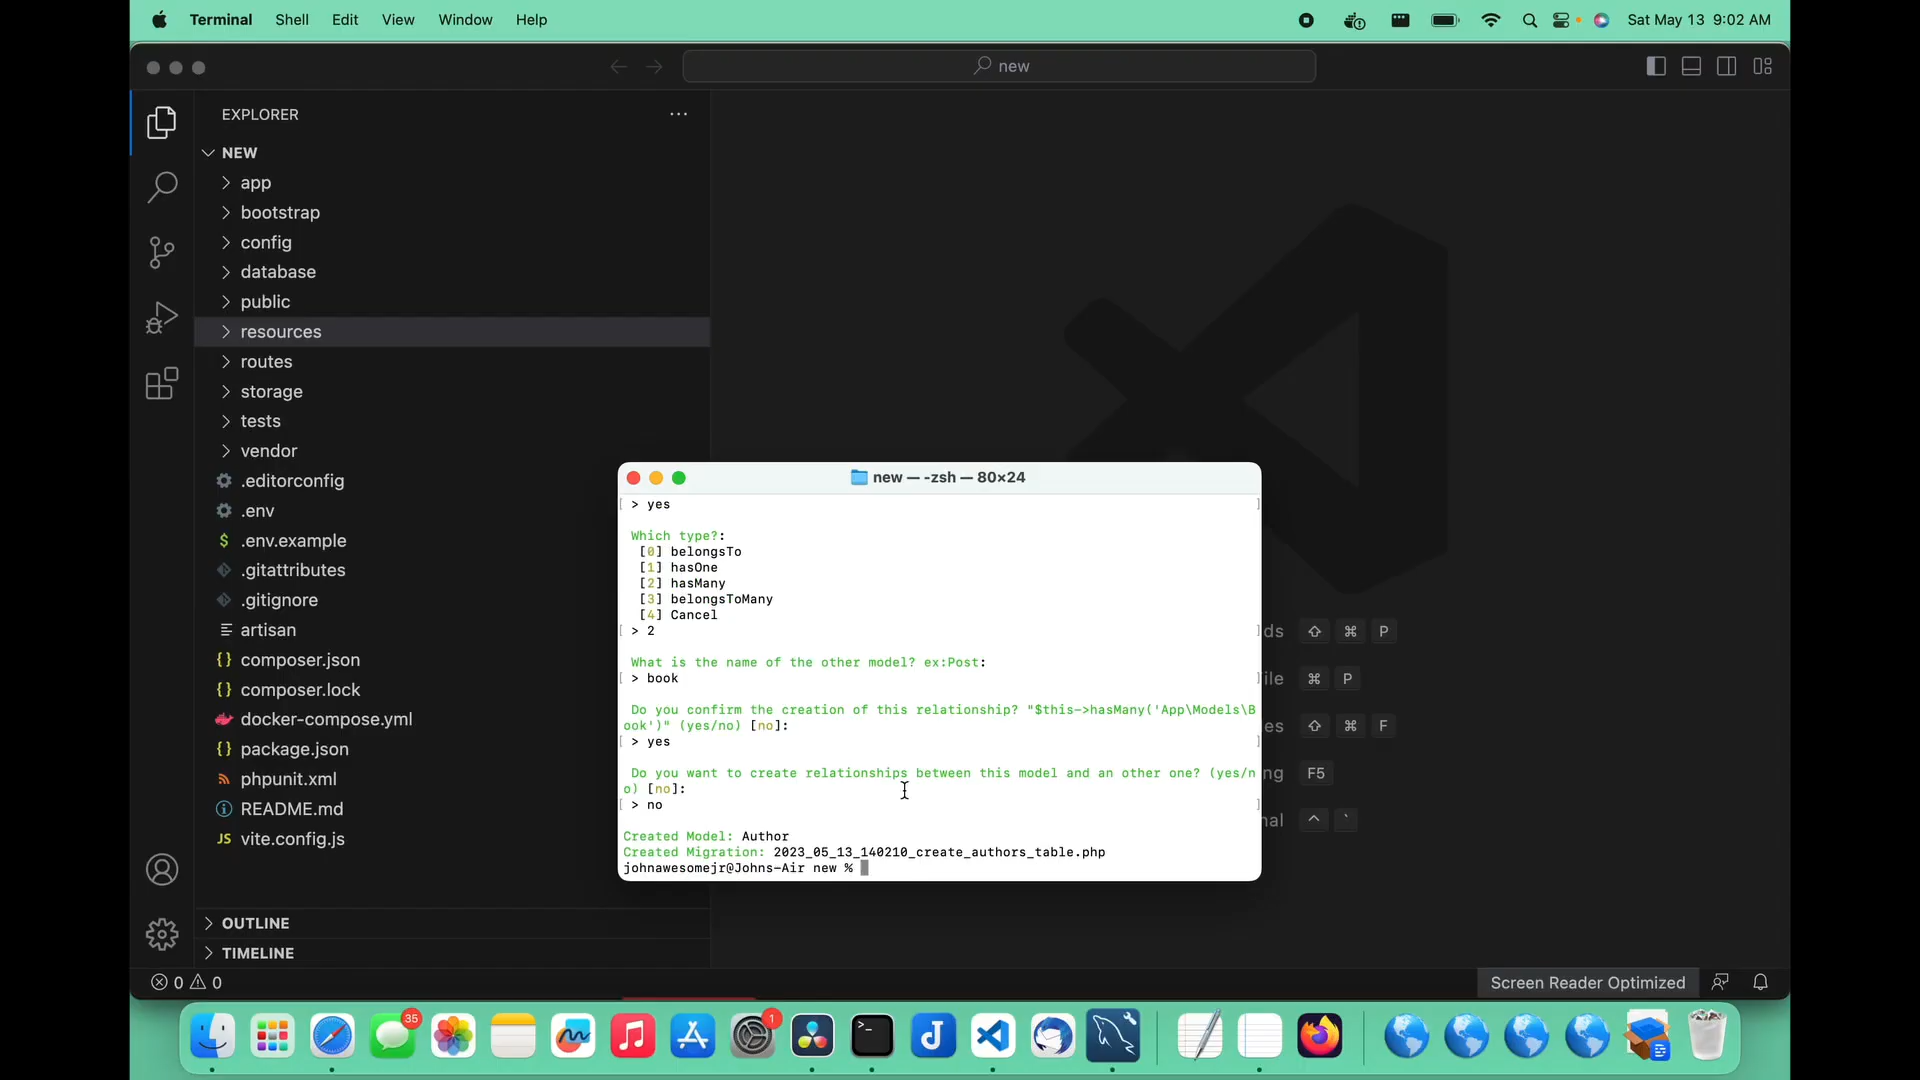 Terminal Shell Edit View Window Help Sat May 13 9:02 AM
new
EXPLORER
NEW
app
bootstrap
config
database
public
resources
routes
storage
tests
vendor
.editorconfig
.env
$ .env.example
.gitattributes
.gitignore
artisan
{} composer.json
{} composer.lock
docker-compose.yml
{} package.json
phpunit.xml
README.md
JS vite.config.js
OUTLINE
TIMELINE
new — -zsh — 80×24
> yes
Which type?:
[0] belongsTo
[1] hasOne
[2] hasMany
[3] belongsToMany
[4] Cancel
> 2
What is the name of the other model? ex:Post:
> book
Do you confirm the creation of this relationship? "$this->hasMany('App\Models\B
ook')" (yes/no) [no]:
> yes
Do you want to create relationships between this model and an other one? (yes/n
o) [no]:
> no
Created Model: Author
Created Migration: 2023_05_13_140210_create_authors_table.php
johnawesomejr@Johns-Air new %
ds ⇧ ⌘ P
ile ⌘ P
es ⇧ ⌘ F
ng F5
nal ^ `
0 0
Screen Reader Optimized
35
1